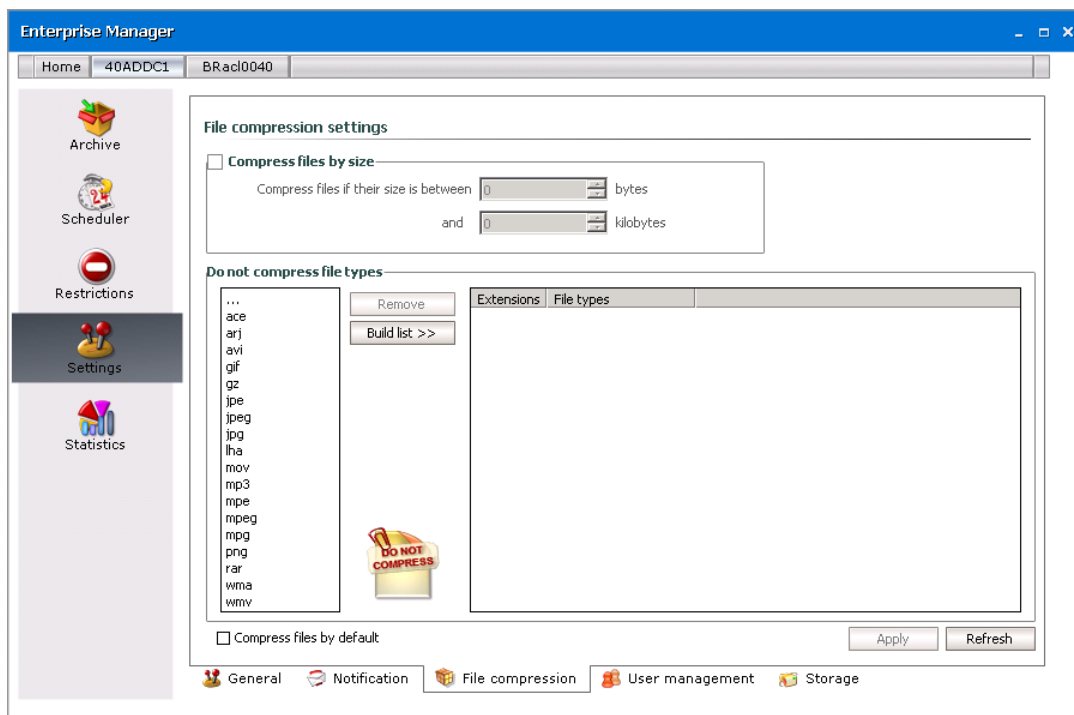 Enterprise Manager
Home 40ADDC1 BRacl0040
Archive
Scheduler
Restrictions
Settings
Statistics
File compression settings
Compress files by size
Compress files if their size is between 0 bytes
and 0 kilobytes
Do not compress file types
...
ace
arj
avi
gif
gz
jpe
jpeg
jpg
lha
mov
mp3
mpe
mpeg
mpg
png
rar
wma
wmv
Remove
Build list >>
DO NOT
COMPRESS
Extensions File types
Compress files by default
Apply Refresh
General Notification File compression User management Storage